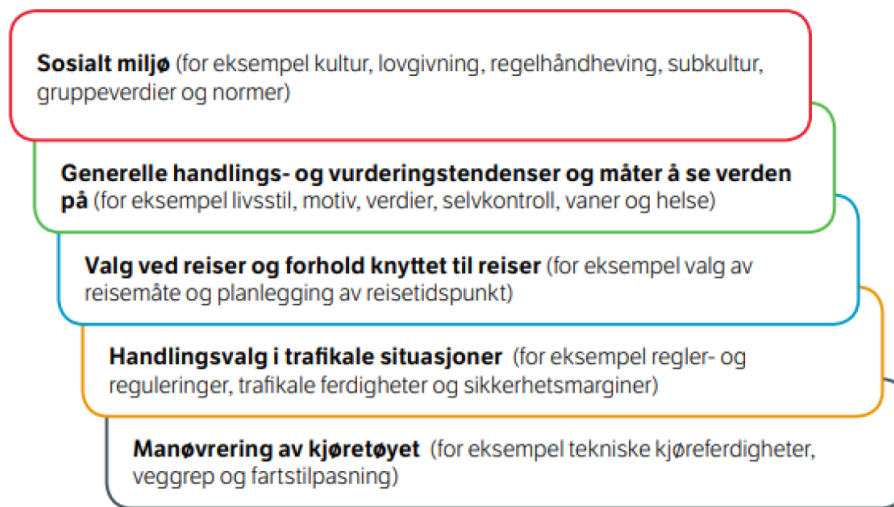 Sosialt miljø (for eksempel kultur, lovgivning, regelhåndheving, subkultur,
gruppeverdier og normer)
Generelle handlings- og vurderingstendenser og måter å se verden
på (for eksempel livsstil, motiv, verdier, selvkontroll, vaner og helse)
Valg ved reiser og forhold knyttet til reiser (for eksempel valg av
reisemåte og planlegging av reisetidspunkt)
Handlingsvalg i trafikale situasjoner (for eksempel regler- og
reguleringer, trafikale ferdigheter og sikkerhetsmarginer)
Manøvrering av kjøretøyet (for eksempel tekniske kjøreferdigheter,
veggrep og fartstilpasning)